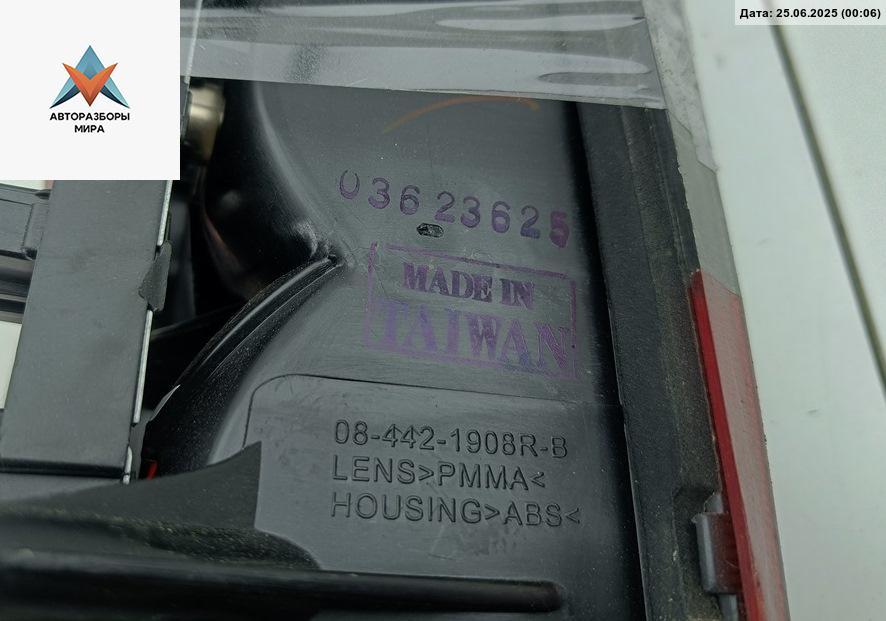 Дата: 25.06.2025 (00:06)
АВТОРАЗБОРЫ
МИРА
03623625
MADE IN
TAIWAN
08-442-1908R-B
LENS>PMMA<
HOUSING>ABS<